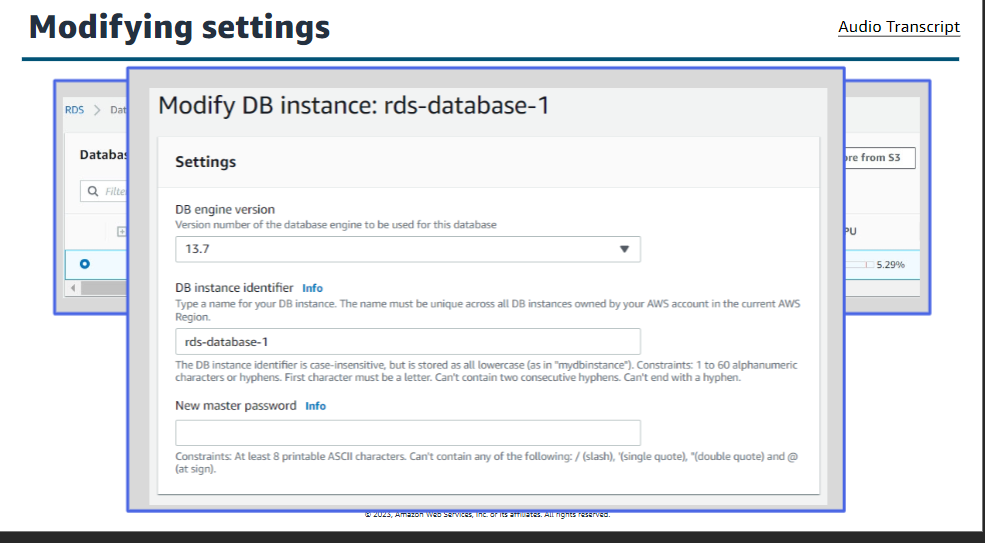 Modifying settings
Audio Transcript
RDS > Dat
Modify DB instance: rds-database-1
Databas
Settings
ore from S3
Filte
DB engine version
Version number of the database engine to be used for this database
PU
13.7
5.29%
DB instance identifier Info
Type a name for your DB instance. The name must be unique across all DB instances owned by your AWS account in the current AWS
Region.
rds-database-1
The DB instance identifier is case-insensitive, but is stored as all lowercase (as in "mydbinstance"). Constraints: 1 to 60 alphanumeric
characters or hyphens. First character must be a letter. Can't contain two consecutive hyphens. Can't end with a hyphen.
New master password Info
Constraints: At least 8 printable ASCII characters. Can't contain any of the following: / (slash), '(single quote), "(double quote) and @
(at sign).
© 2023, Amazon Web Services, Inc. or its affiliates. All rights reserved.